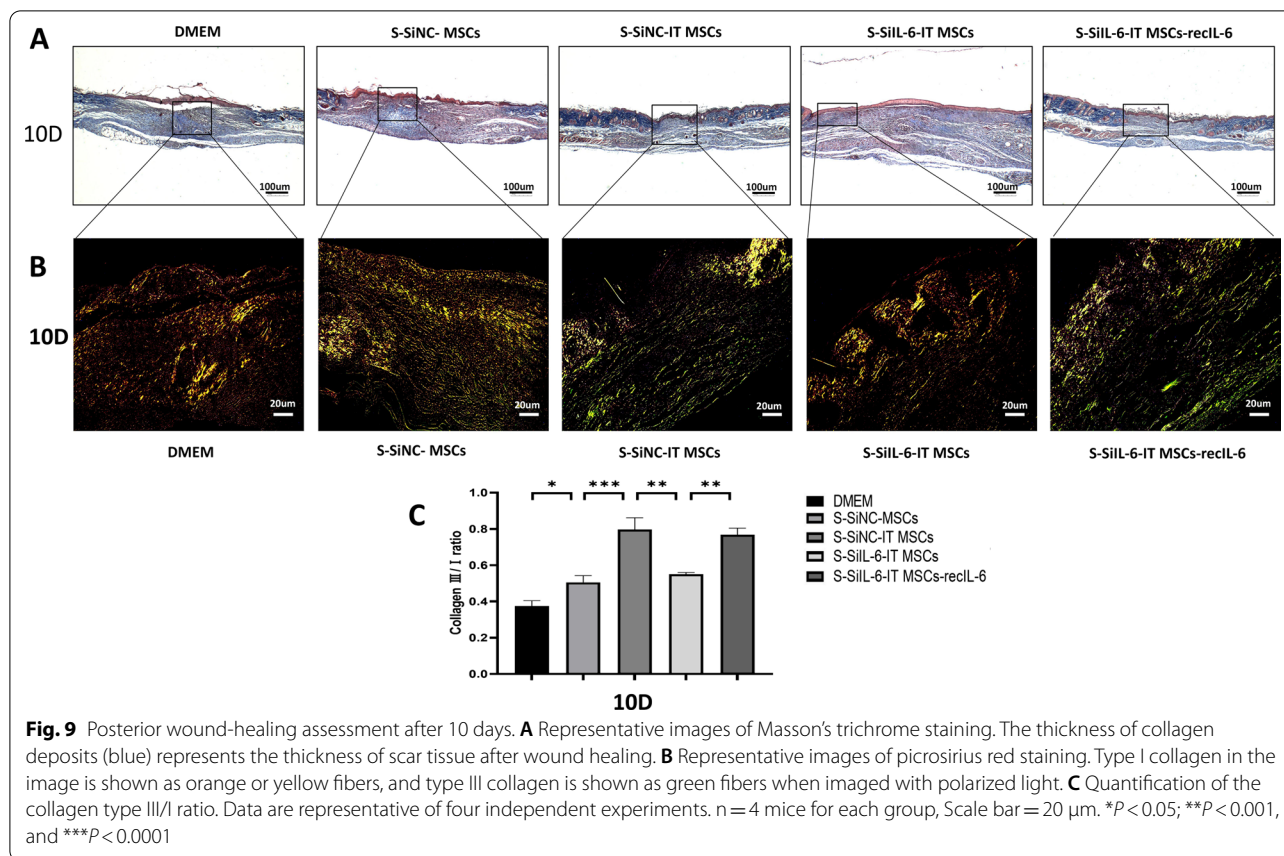 A
DMEM
S-SiNC- MSCs
S-SiNC-IT MSCs
S-SiIL-6-IT MSCs
S-SiIL-6-IT MSCs-recIL-6
10D
100um
100um
100um
100um
100um
B
10D
20um
20um
20um
20um
20um
DMEM
S-SiNC- MSCs
S-SiNC-IT MSCs
S-SiIL-6-IT MSCs
S-SiIL-6-IT MSCs-recIL-6
C
* *** ** **
Collagen Ⅲ/Ⅰ ratio
1.0
0.8
0.6
0.4
0.2
0.0
10D
DMEM
S-SiNC-MSCs
S-SiNC-IT MSCs
S-SiIL-6-IT MSCs
S-SiIL-6-IT MSCs-recIL-6
Fig. 9 Posterior wound-healing assessment after 10 days. A Representative images of Masson’s trichrome staining. The thickness of collagen
deposits (blue) represents the thickness of scar tissue after wound healing. B Representative images of picrosirius red staining. Type I collagen in the
image is shown as orange or yellow fibers, and type III collagen is shown as green fibers when imaged with polarized light. C Quantification of the
collagen type III/I ratio. Data are representative of four independent experiments. n = 4 mice for each group, Scale bar = 20 μm. *P < 0.05; **P < 0.001,
and ***P < 0.0001